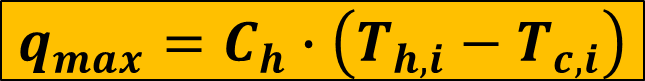 q_max = C_h · (T_h,i − T_c,i)